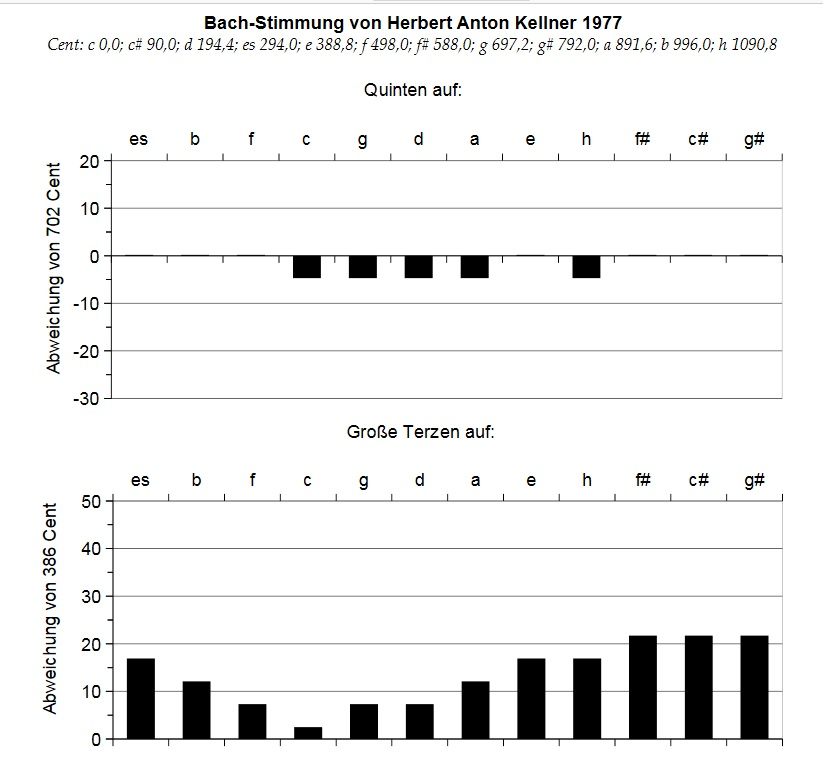 Bach-Stimmung von Herbert Anton Kellner 1977
Cent: c 0,0; c# 90,0; d 194,4; es 294,0; e 388,8; f 498,0; f# 588,0; g 697,2; g# 792,0; a 891,6; b 996,0; h 1090,8
Quinten auf:
es b f c g d a e h f# c# g#
Abweichung von 702 Cent
20
10
0
-10
-20
-30
Große Terzen auf:
es b f c g d a e h f# c# g#
Abweichung von 386 Cent
50
40
30
20
10
0